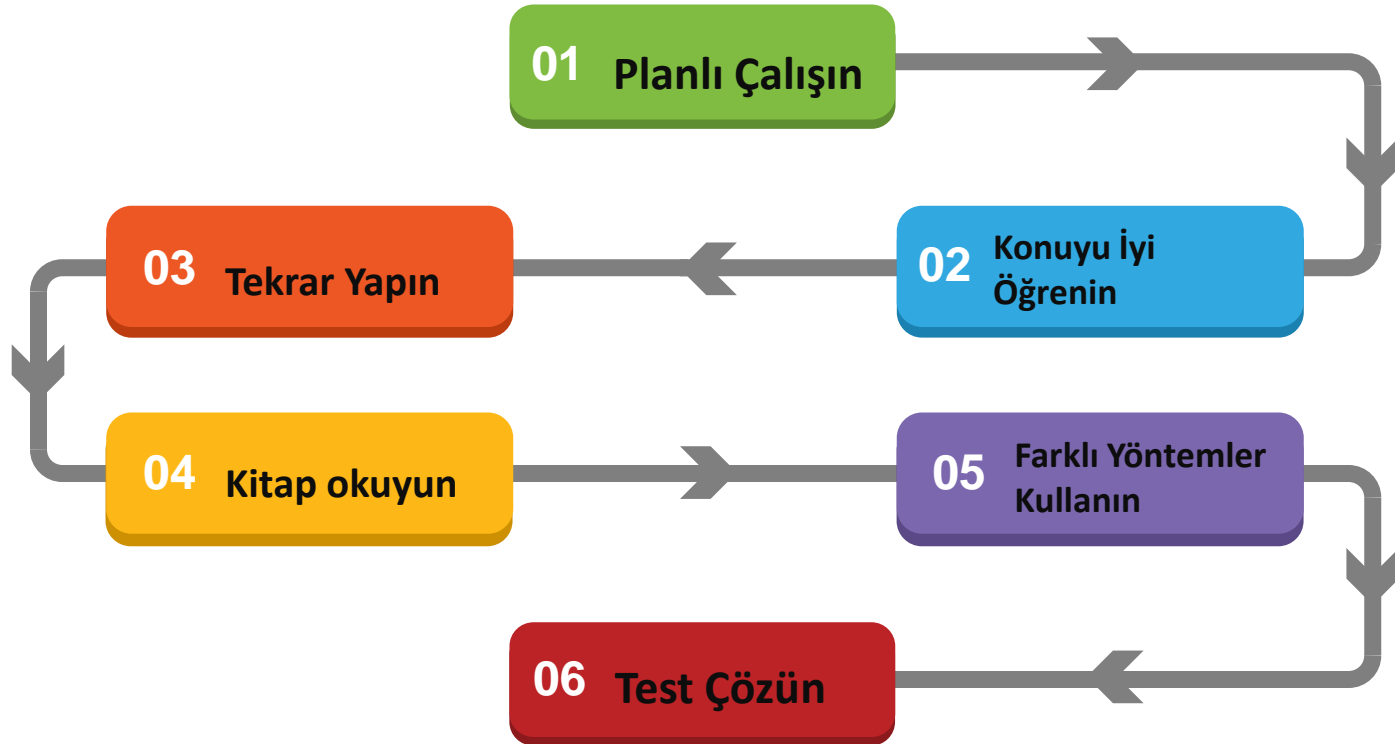 01 Planlı Çalışın
02 Konuyu İyi
Öğrenin
03 Tekrar Yapın
04 Kitap okuyun
05 Farklı Yöntemler
Kullanın
06 Test Çözün